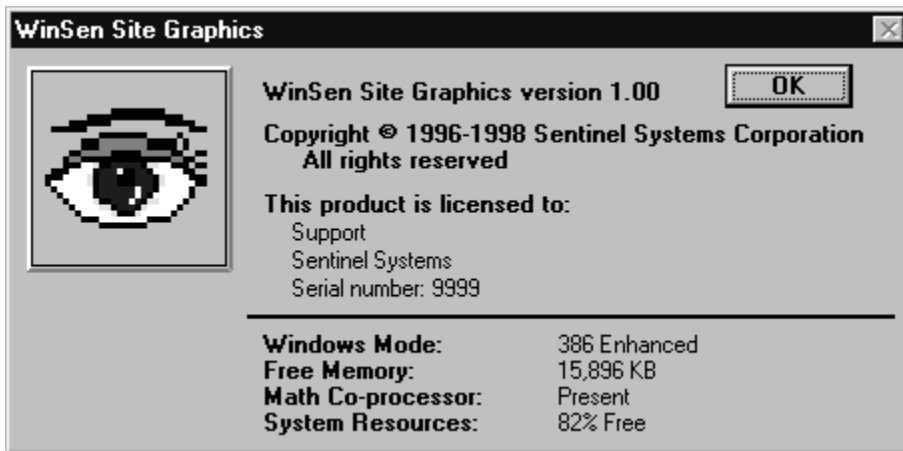 WinSen Site Graphics
WinSen Site Graphics version 1.00
OK
Copyright © 1996-1998 Sentinel Systems Corporation
All rights reserved
This product is licensed to:
Support
Sentinel Systems
Serial number: 9999
Windows Mode: 386 Enhanced
Free Memory: 15,896 KB
Math Co-processor: Present
System Resources: 82% Free